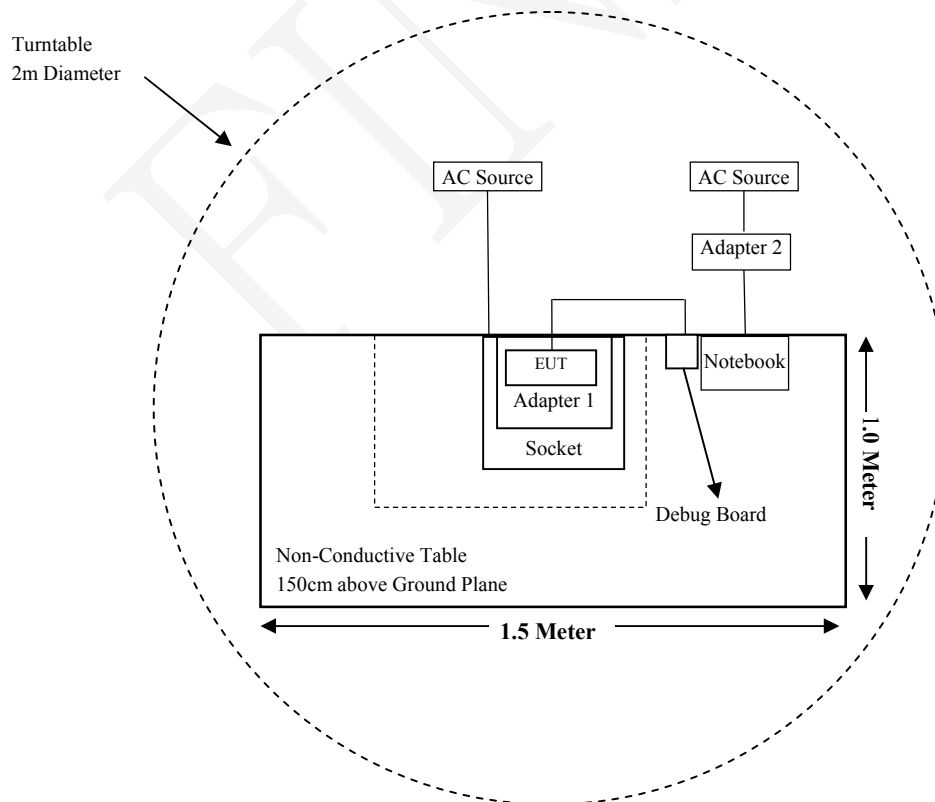 Turntable
2m Diameter
AC Source
AC Source
Adapter 2
EUT
Notebook
Adapter 1
Socket
Debug Board
1.0 Meter
Non-Conductive Table
150cm above Ground Plane
1.5 Meter